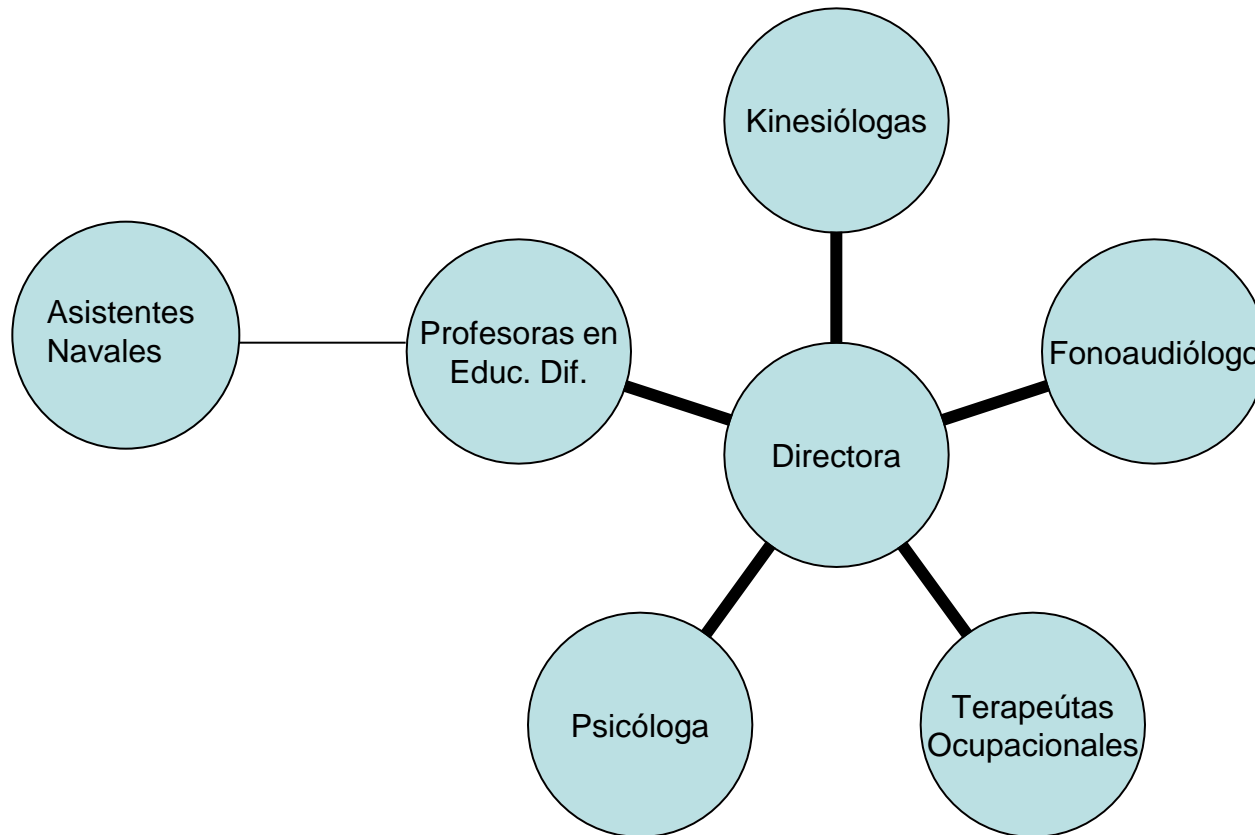 Kinesiólogas
Asistentes
Navales
Profesoras en
Educ. Dif.
Fonoaudiólogo
Directora
Psicóloga
Terapeútas
Ocupacionales